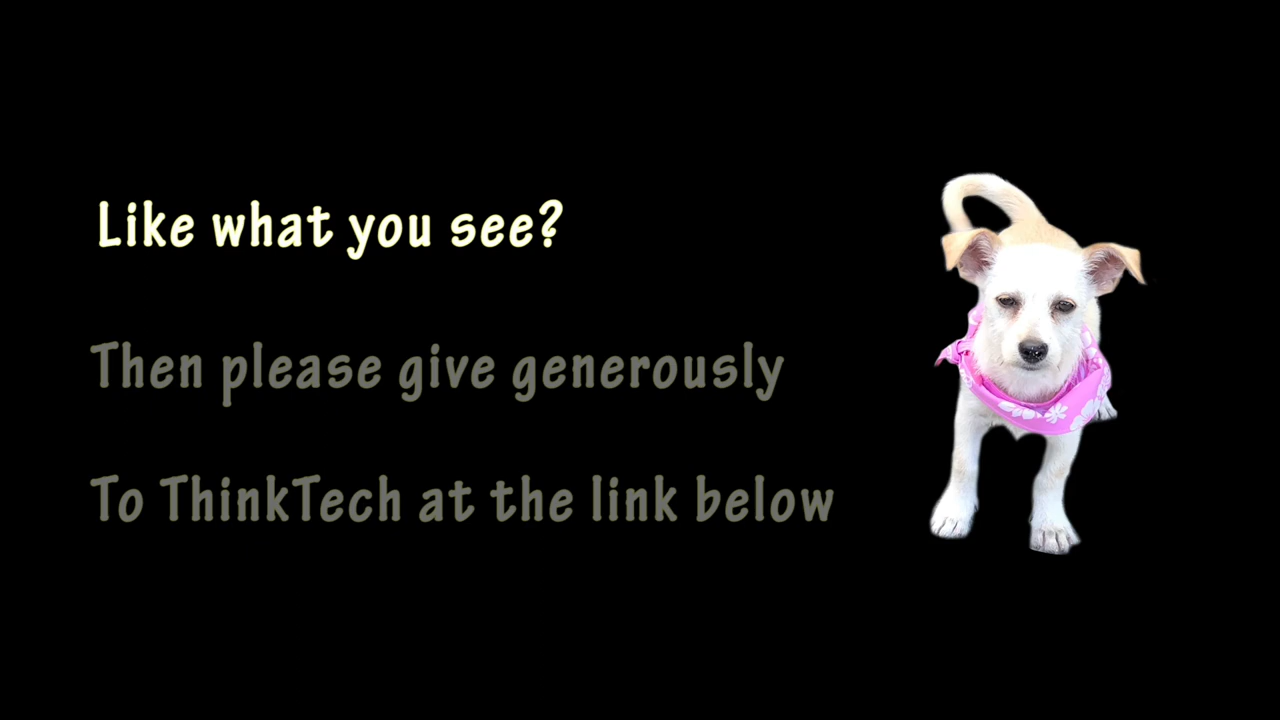 Like what you see?
Then please give generously
To ThinkTech at the link below